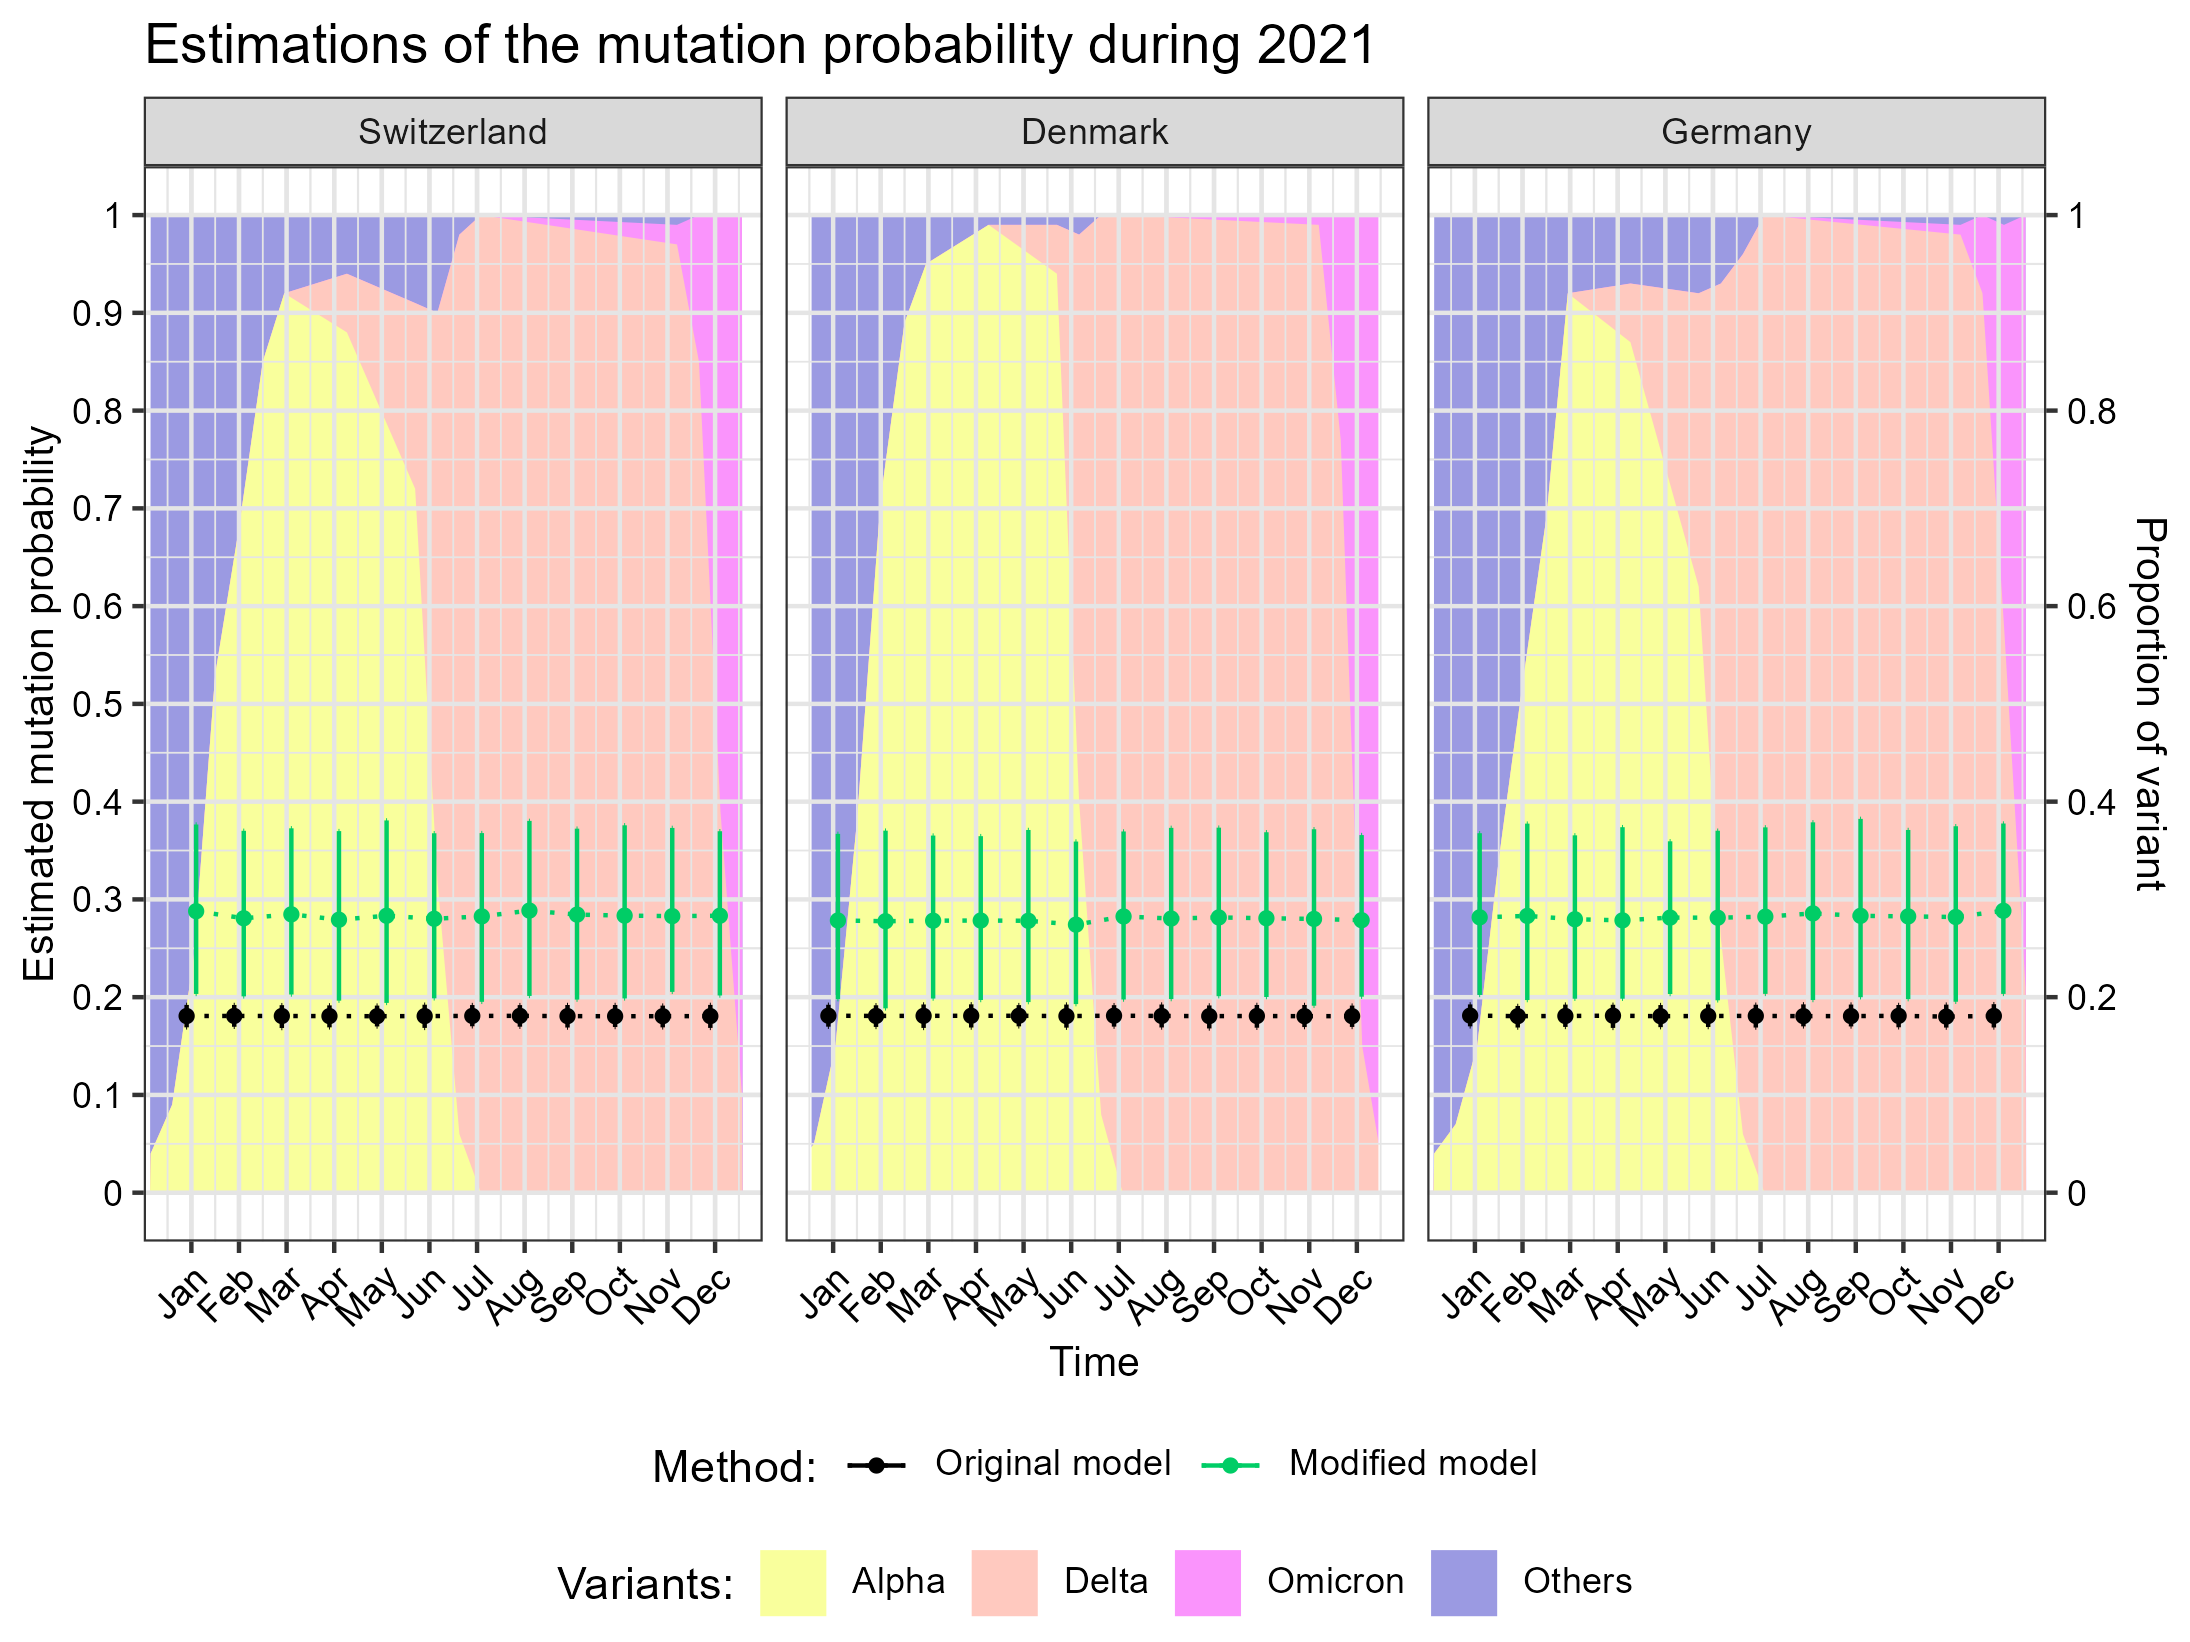 Estimations of the mutation probability during 2021
Switzerland
Denmark
Germany
Estimated mutation probability
1
0.9
0.8
0.7
0.6
0.5
0.4
0.3
0.2
0.1
0
1
0.8
0.6
0.4
0.2
0
Proportion of variant
Jan Feb Mar Apr May Jun Jul Aug Sep Oct Nov Dec
Jan Feb Mar Apr May Jun Jul Aug Sep Oct Nov Dec
Jan Feb Mar Apr May Jun Jul Aug Sep Oct Nov Dec
Time
Method: Original model Modified model
Variants: Alpha Delta Omicron Others